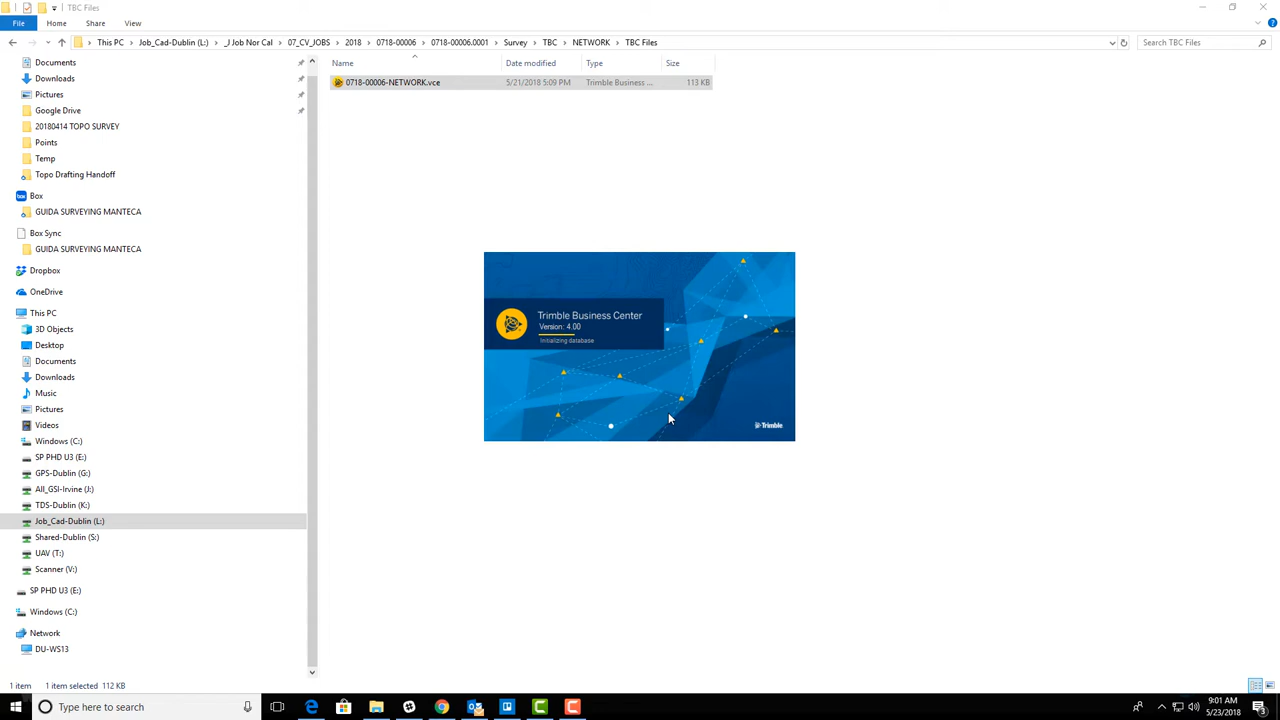 TBC Files
File Home Share View
This PC Job_Cad-Dublin (L:) _J Job Nor Cal 07_CV_JOBS 2018 0718-00006 0718-00006.0001 Survey TBC NETWORK TBC Files
Search TBC Files
Name Date modified Type Size
0718-00006-NETWORK.vce 5/21/2018 5:09 PM Trimble Business ... 113 KB
Documents
Downloads
Pictures
Google Drive
20180414 TOPO SURVEY
Points
Temp
Topo Drafting Handoff
Box
GUIDA SURVEYING MANTECA
Box Sync
GUIDA SURVEYING MANTECA
Dropbox
OneDrive
This PC
3D Objects
Desktop
Documents
Downloads
Music
Pictures
Videos
Windows (C:)
SP PHD U3 (E:)
GPS-Dublin (G:)
All_GSI-Irvine (J:)
TDS-Dublin (K:)
Job_Cad-Dublin (L:)
Shared-Dublin (S:)
UAV (T:)
Scanner (V:)
SP PHD U3 (E:)
Windows (C:)
Network
DU-WS13
Trimble Business Center
Version: 4.00
Initializing database
Trimble
1 item 1 item selected 112 KB
Type here to search
9:01 AM
5/23/2018